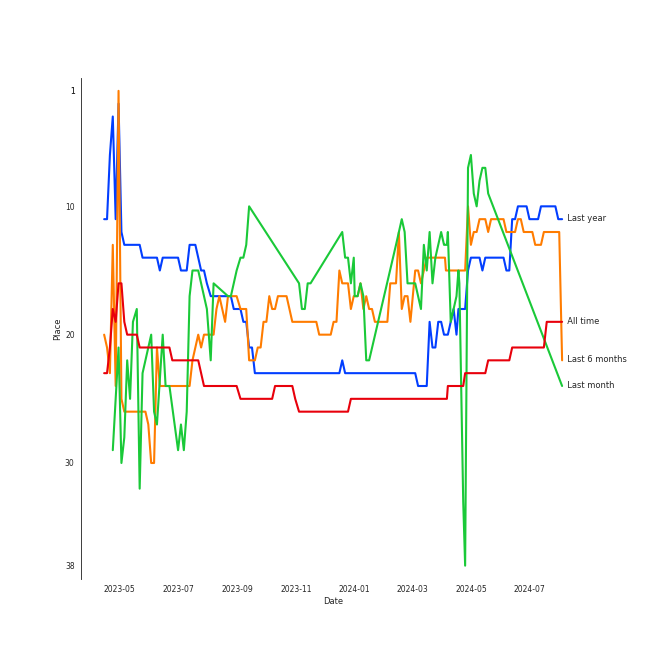 1
10
20
30
38
Place
Last year
All time
Last 6 months
Last month
2023-05 2023-07 2023-09 2023-11 2024-01 2024-03 2024-05 2024-07
Date